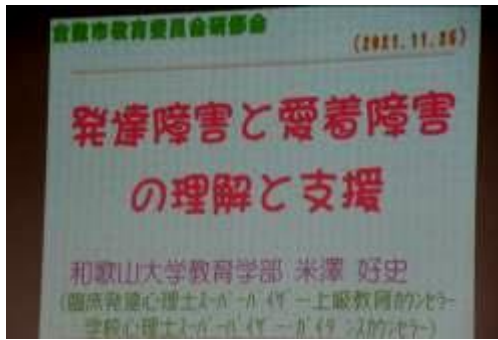 倉敷市教育委員会研修会
(2021.11.26)
発達障害と愛着障害
の理解と支援
和歌山大学教育学部 米澤 好史
(臨床発達心理士スーパーバイザー 上級教育カウンセラー
学校心理士スーパーバイザー ガイダンスカウンセラー)